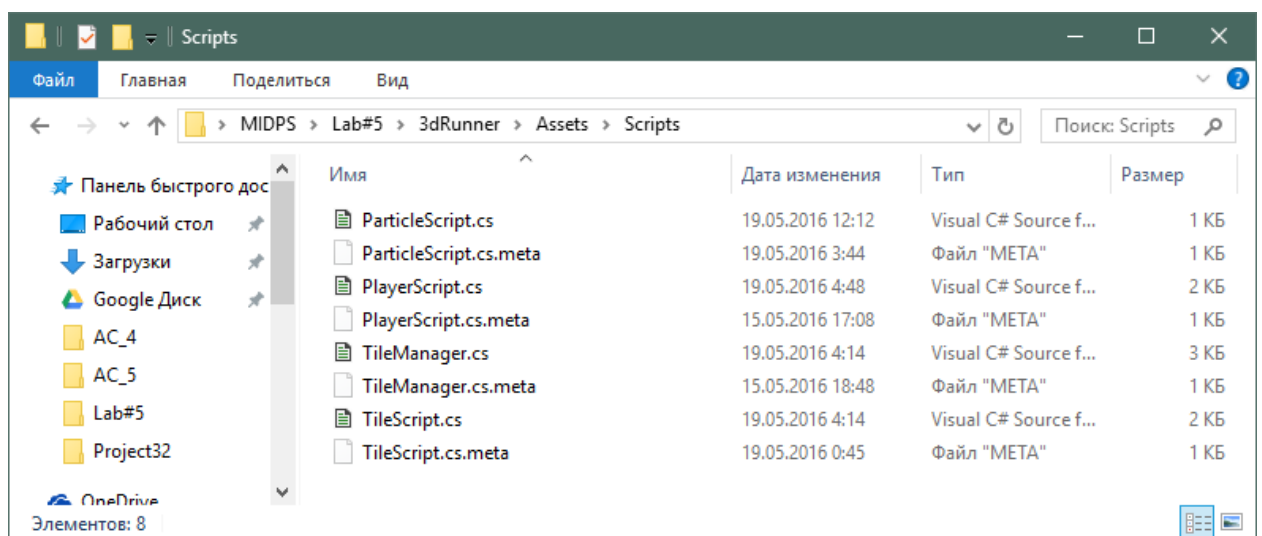 Scripts
Файл Главная Поделиться Вид
MIDPS > Lab#5 > 3dRunner > Assets > Scripts Поиск: Scripts
Панель быстрого дос
Рабочий стол
Загрузки
Google Диск
AC_4
AC_5
Lab#5
Project32
OneDrive
Имя Дата изменения Тип Размер
ParticleScript.cs 19.05.2016 12:12 Visual C# Source f... 1 КБ
ParticleScript.cs.meta 19.05.2016 3:44 Файл "META" 1 КБ
PlayerScript.cs 19.05.2016 4:48 Visual C# Source f... 2 КБ
PlayerScript.cs.meta 15.05.2016 17:08 Файл "META" 1 КБ
TileManager.cs 19.05.2016 4:14 Visual C# Source f... 3 КБ
TileManager.cs.meta 15.05.2016 18:48 Файл "META" 1 КБ
TileScript.cs 19.05.2016 4:14 Visual C# Source f... 2 КБ
TileScript.cs.meta 19.05.2016 0:45 Файл "META" 1 КБ
Элементов: 8